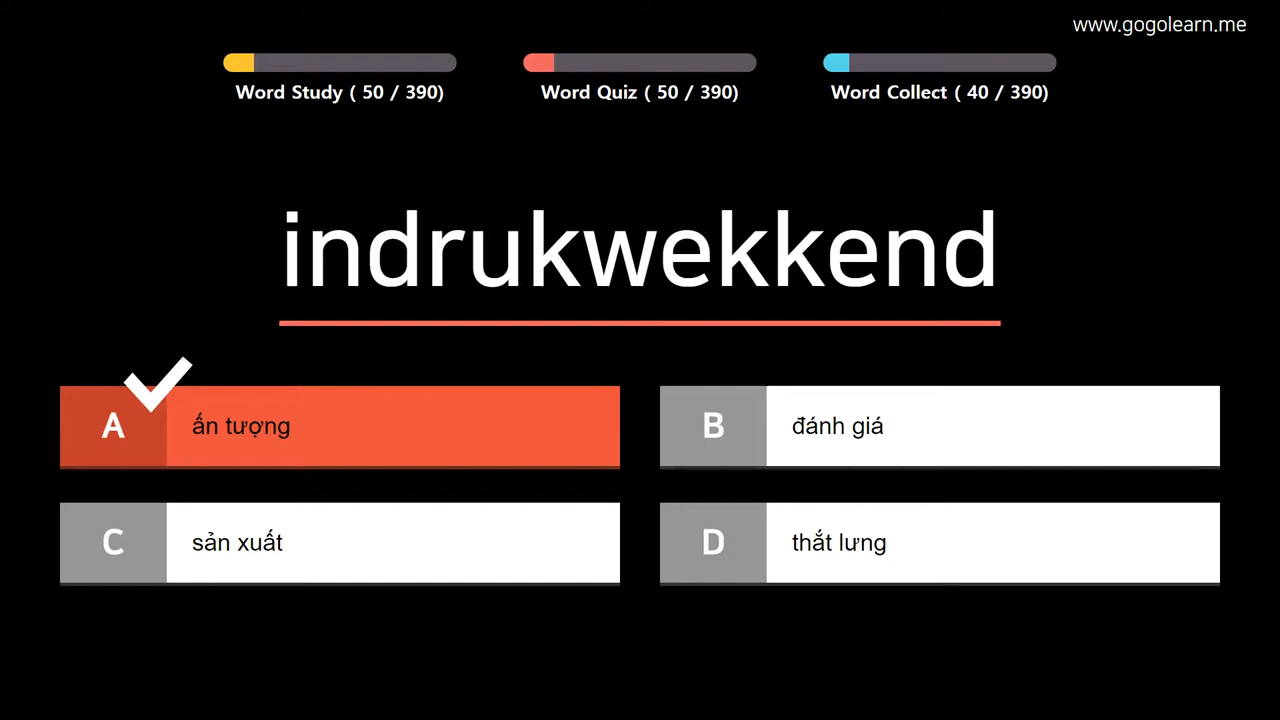 www.gogolearn.me
Word Study ( 50 / 390)
Word Quiz ( 50 / 390)
Word Collect ( 40 / 390)
indrukwekkend
A
ấn tượng
B
đánh giá
C
sản xuất
D
thắt lưng